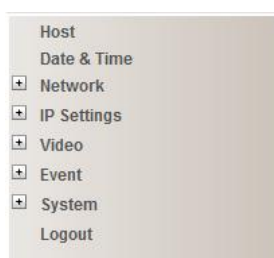 Host
Date & Time
Network
IP Settings
Video
Event
System
Logout